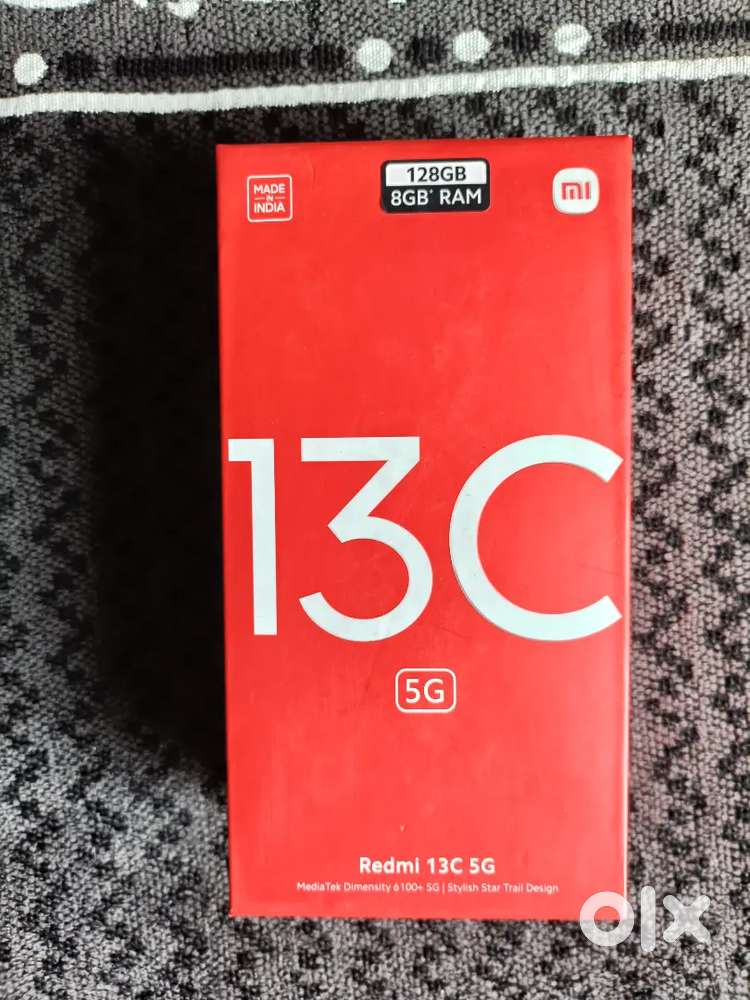 MADE
IN
INDIA
128GB
8GB* RAM
mi
13C
5G
Redmi 13C 5G
MediaTek Dimensity 6100+ 5G | Stylish Star Trail Design
olx